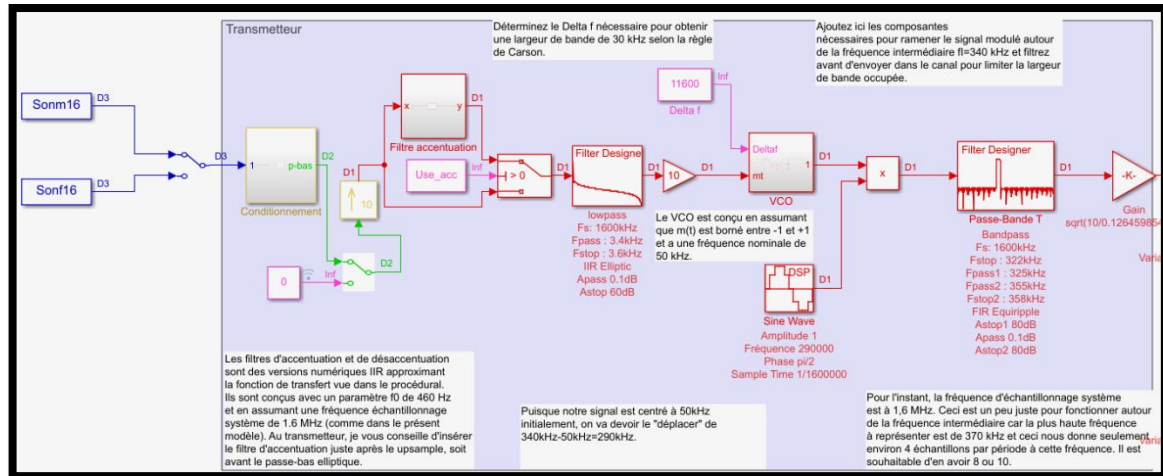 Transmetteur
Déterminez le Delta f nécessaire pour obtenir
une largeur de bande de 30 kHz selon la règle
de Carson.
Ajoutez ici les composantes
nécessaires pour ramener le signal modulé autour
de la fréquence intermédiaire fI=340 kHz et filtrez
avant d'envoyer dans le canal pour limiter la largeur
de bande occupée.
Sonm16
D3
Sonf16
D3
D3
1
p-bas
Conditionnement
D2
D1
10
D2
0
Inf
x
y
D1
Filtre accentuation
Use_acc
Inf
> 0
D1
Filter Designe
lowpass
Fs: 1600kHz
Fpass : 3.4kHz
Fstop : 3.6kHz
IIR Elliptic
Apass 0.1dB
Astop 60dB
D1
10
D1
11600
Inf
Delta f
Deltaf
mt
1
VCO
D1
Le VCO est conçu en assumant
que m(t) est borné entre -1 et +1
et a une fréquence nominale de
50 kHz.
DSP
D1
Sine Wave
Amplitude 1
Fréquence 290000
Phase pi/2
Sample Time 1/1600000
x
D1
Filter Designer
Passe-Bande T
Bandpass
Fs: 1600kHz
Fstop : 322kHz
Fpass1 : 325kHz
Fpass2 : 355kHz
Fstop2 : 358kHz
FIR Equiripple
Astop1 80dB
Apass 0.1dB
Astop2 80dB
D1
-K-
Gain
sqrt(10/0.126459854
Varia
Les filtres d'accentuation et de désaccentuation
sont des versions numériques IIR approximant
la fonction de transfert vue dans le procédural.
Ils sont conçus avec un paramètre f0 de 460 Hz
et en assumant une fréquence échantillonnage
système de 1.6 MHz (comme dans le présent
modèle). Au transmetteur, je vous conseille d'insérer
le filtre d'accentuation juste après le upsample, soit
avant le passe-bas elliptique.
Puisque notre signal est centré à 50kHz
initialement, on va devoir le "déplacer" de
340kHz-50kHz=290kHz.
Pour l'instant, la fréquence d'échantillonnage système
est à 1,6 MHz. Ceci est un peu juste pour fonctionner autour
de la fréquence intermédiaire car la plus haute fréquence
à représenter est de 370 kHz et ceci nous donne seulement
environ 4 échantillons par période à cette fréquence. Il est
souhaitable d'en avoir 8 ou 10.